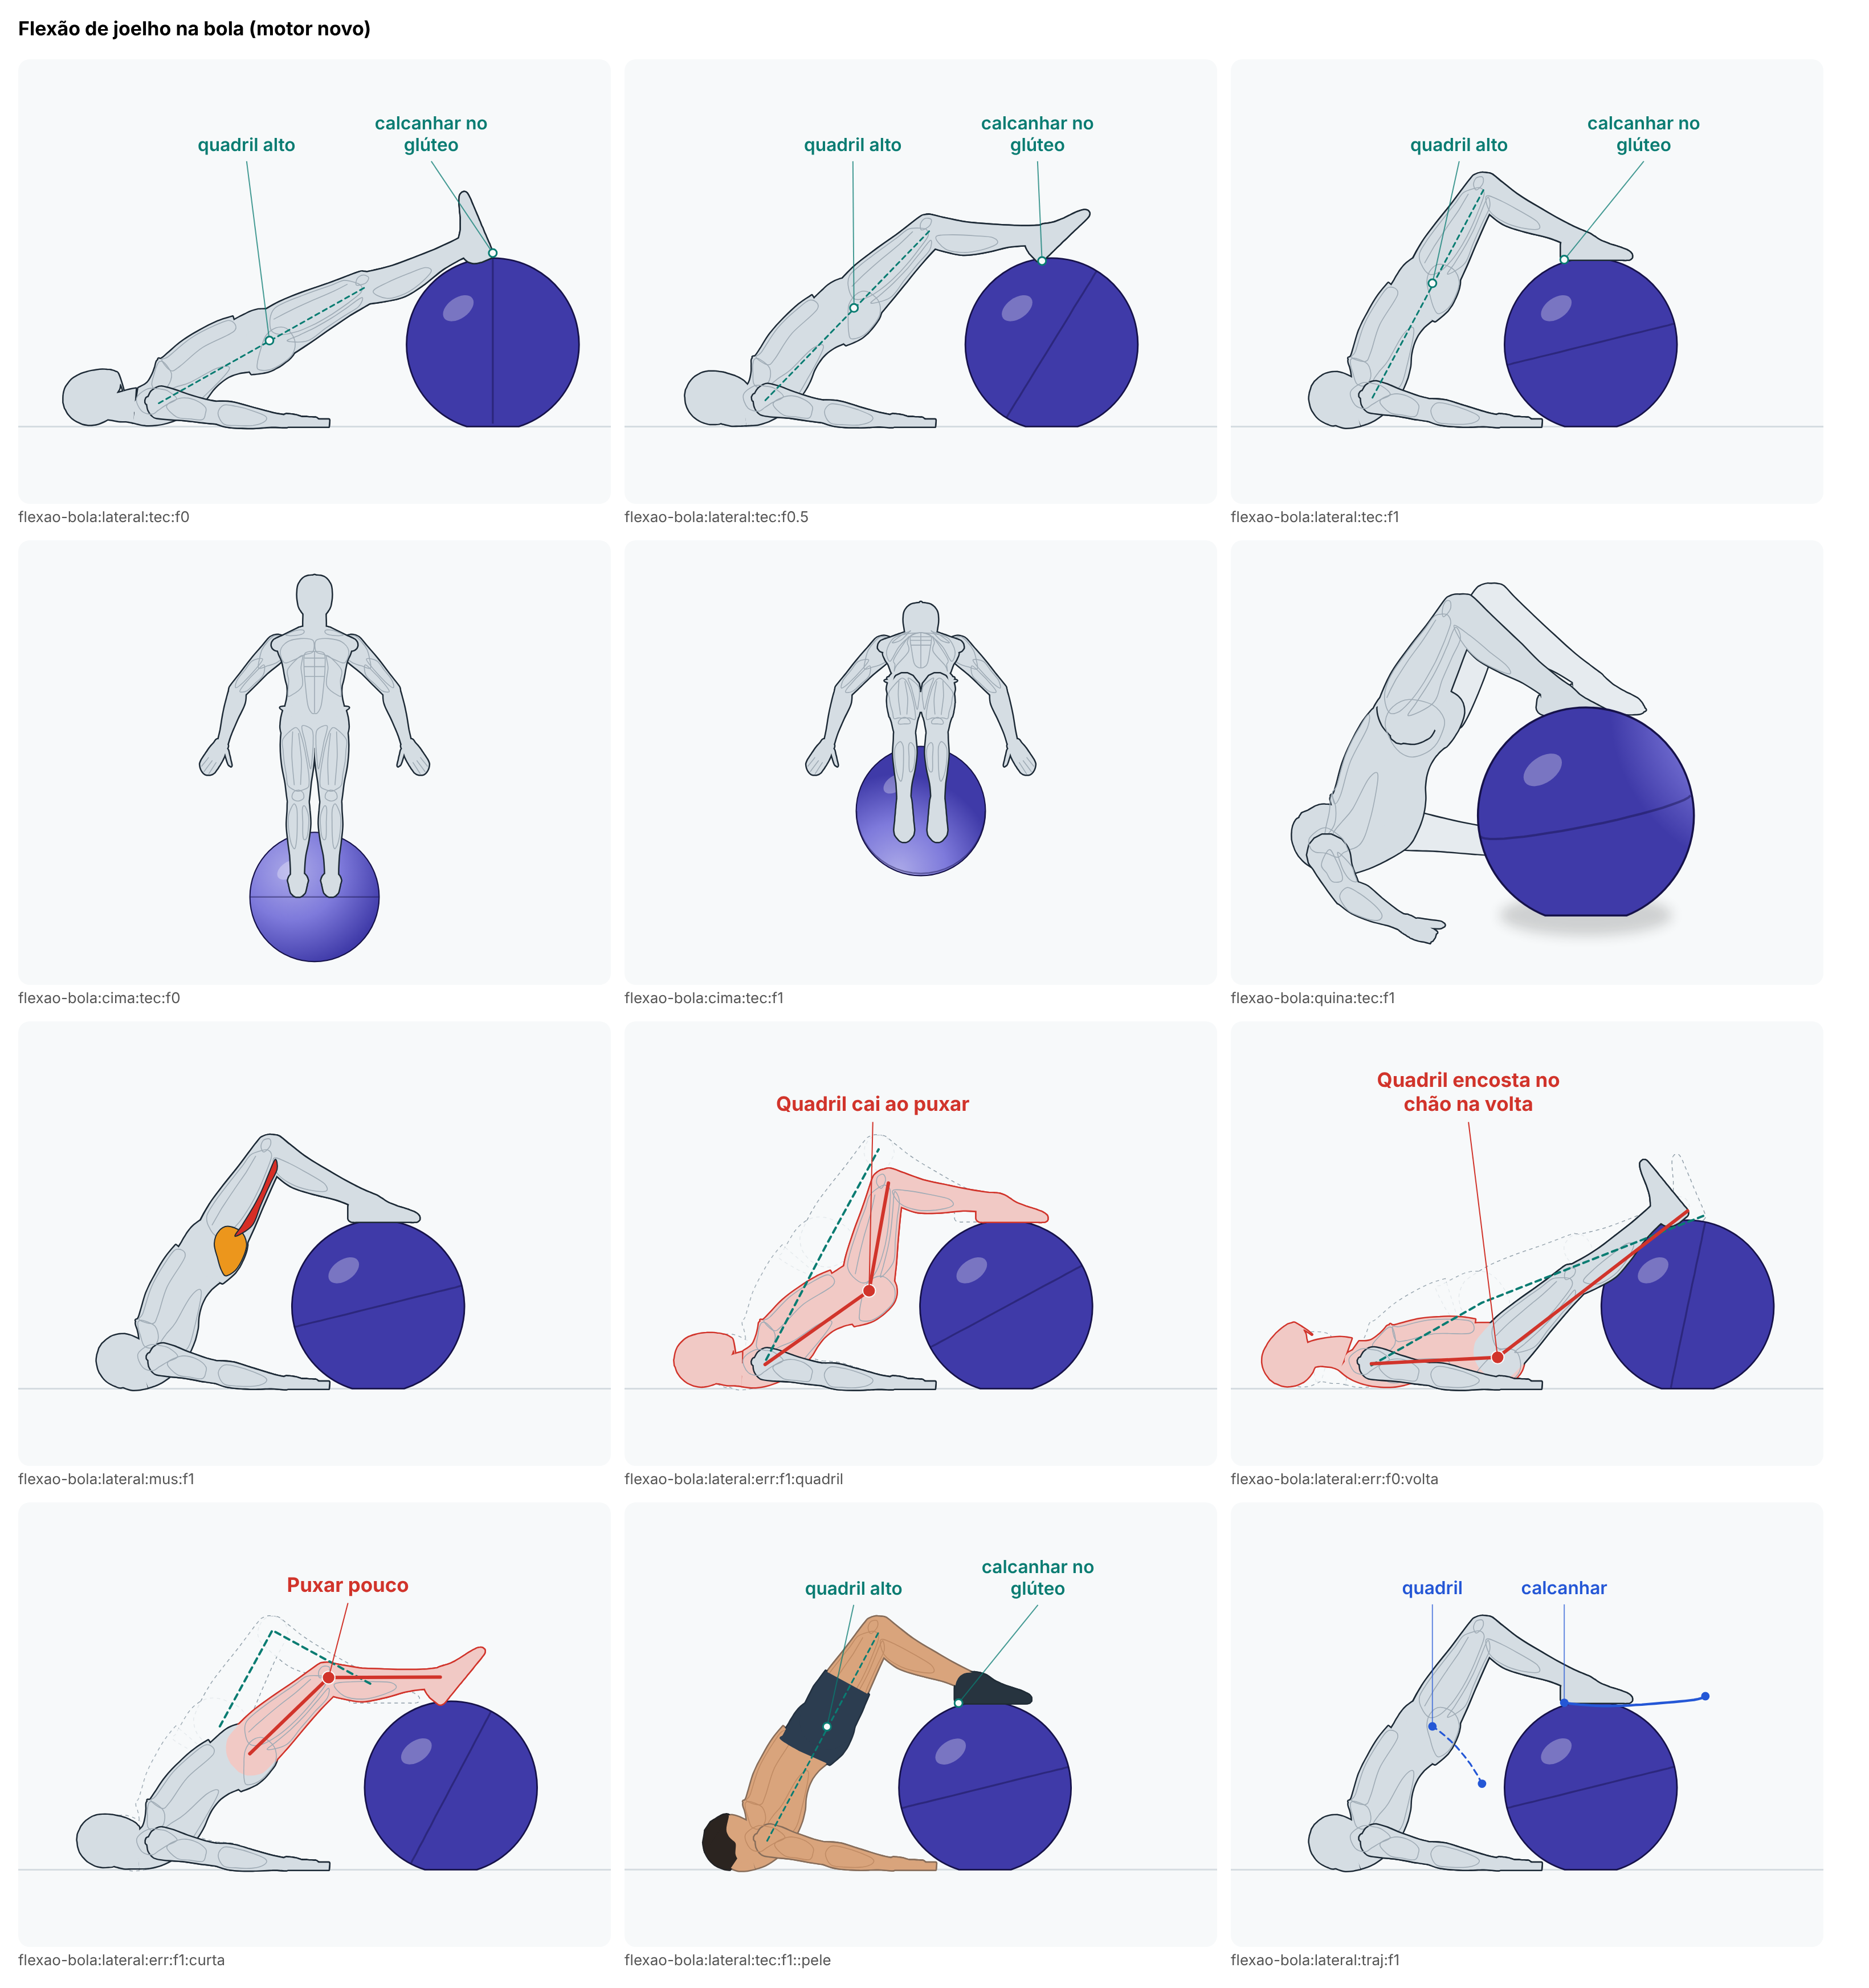 Flexão de joelho na bola (motor novo)
quadril alto
calcanhar no
glúteo
quadril alto
calcanhar no
glúteo
quadril alto
calcanhar no
glúteo
flexao-bola:lateral:tec:f0
flexao-bola:lateral:tec:f0.5
flexao-bola:lateral:tec:f1
flexao-bola:cima:tec:f0
flexao-bola:cima:tec:f1
flexao-bola:quina:tec:f1
Quadril cai ao puxar
Quadril encosta no
chão na volta
flexao-bola:lateral:mus:f1
flexao-bola:lateral:err:f1:quadril
flexao-bola:lateral:err:f0:volta
Puxar pouco
quadril alto
calcanhar no
glúteo
quadril
calcanhar
flexao-bola:lateral:err:f1:curta
flexao-bola:lateral:tec:f1::pele
flexao-bola:lateral:traj:f1